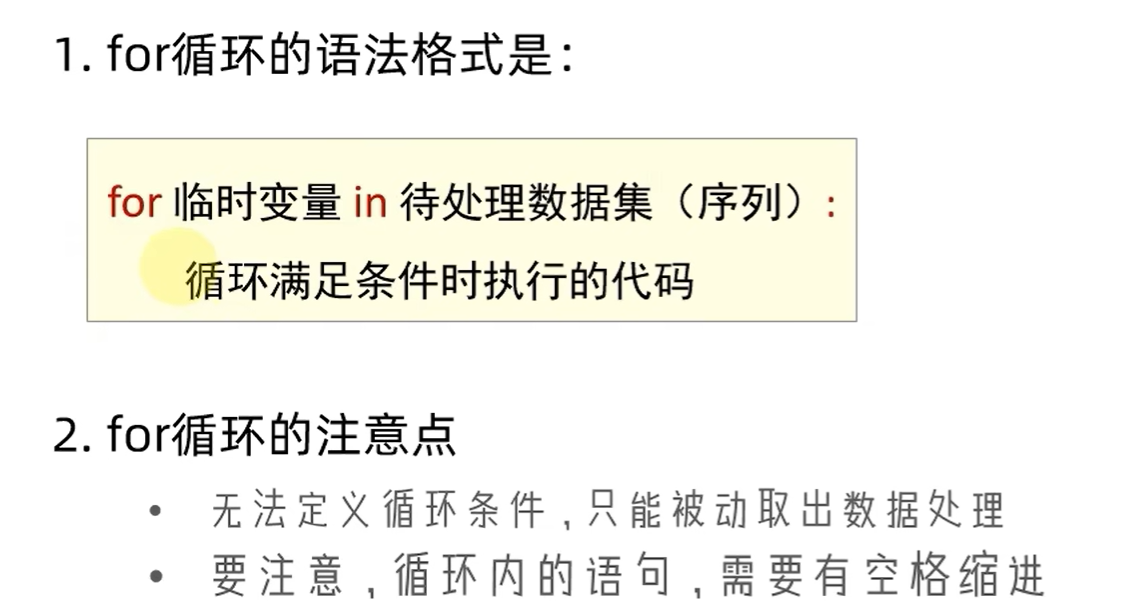 1. for循环的语法格式是：
for 临时变量 in 待处理数据集（序列）:
循环满足条件时执行的代码
2. for循环的注意点
• 无法定义循环条件，只能被动取出数据处理
• 要注意，循环内的语句，需要有空格缩进